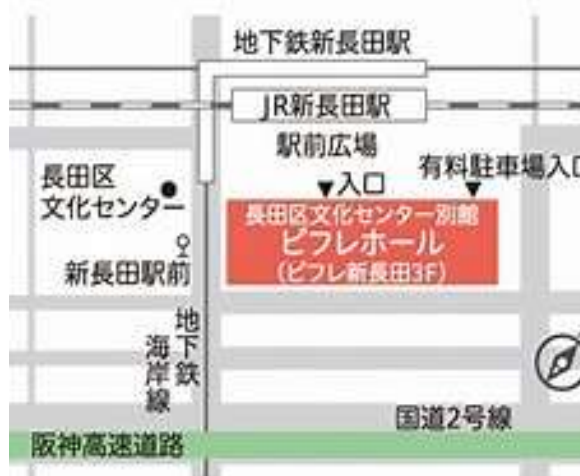 地下鉄新長田駅
JR新長田駅
駅前広場
▼入口
有料駐車場入口
▼
長田区
文化センター
長田区文化センター別館
ピフレホール
(ピフレ新長田3F)
新長田駅前
地下鉄
海岸線
国道2号線
阪神高速道路